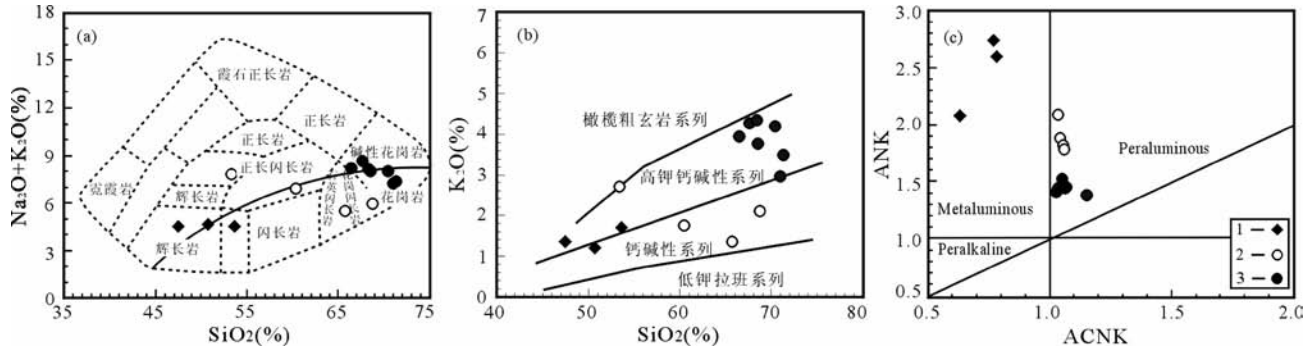 (a)
Na₂O+K₂O(%)
18
15
12
9
6
3
0
35
45
55
65
75
SiO₂(%)
霞石正长岩
正长岩
正长岩
碱性花岗岩
正长闪长岩
霓霞岩
辉长岩
花岗岩
辉长岩
闪长岩
(b)
K₂O(%)
7
6
5
4
3
2
1
0
40
50
60
70
80
SiO₂(%)
橄榄粗玄岩系列
高钾钙碱性系列
钙碱性系列
低钾拉班系列
(c)
ANK
3.0
2.5
2.0
1.5
1.0
0.5
0.5
1.0
1.5
2.0
ACNK
Peraluminous
Metaluminous
Peralkaline
1
2
3